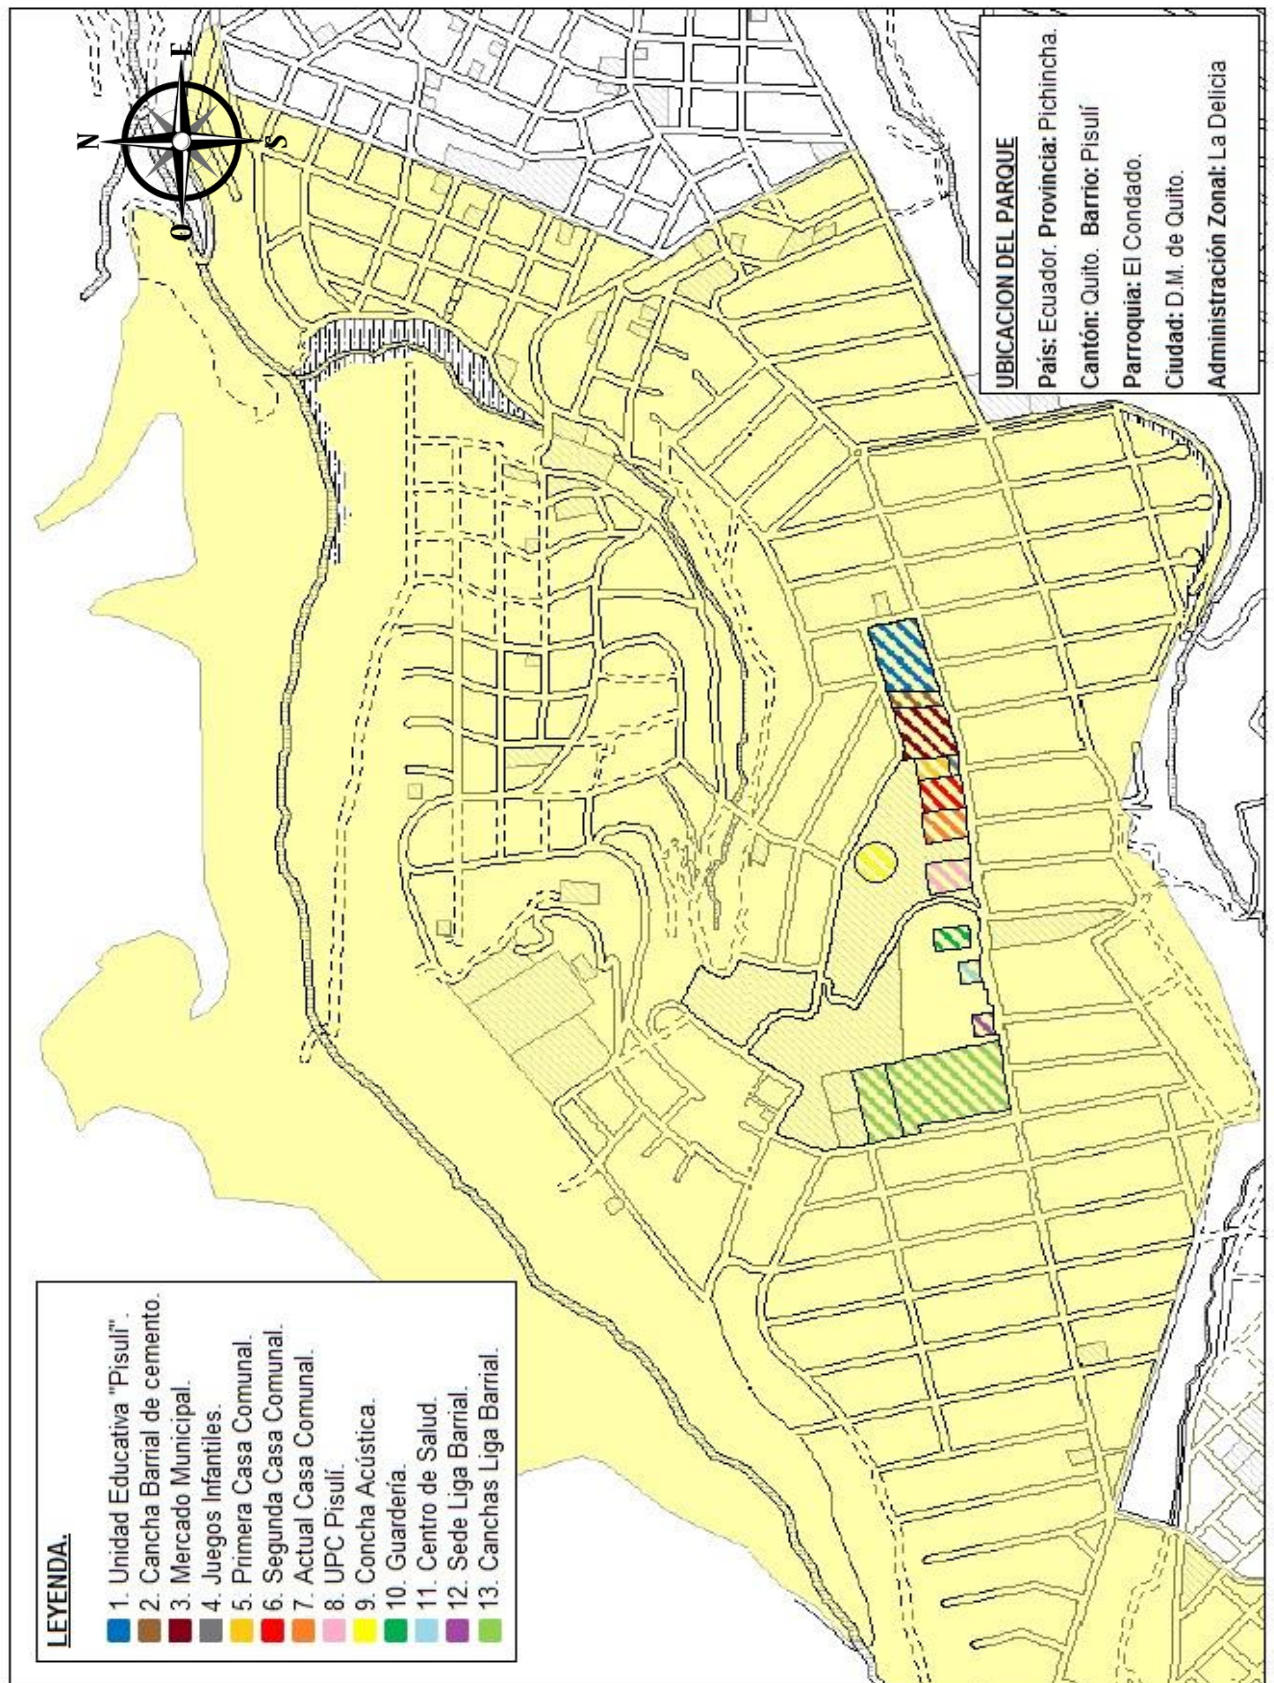 LEYENDA.
1. Unidad Educativa "Pisulí".
2. Cancha Barrial de cemento.
3. Mercado Municipal.
4. Juegos Infantiles.
5. Primera Casa Comunal.
6. Segunda Casa Comunal.
7. Actual Casa Comunal.
8. UPC Pisulí.
9. Concha Acústica.
10. Guardería.
11. Centro de Salud.
12. Sede Liga Barrial.
13. Canchas Liga Barrial.
N
E
S
O
UBICACION DEL PARQUE
País: Ecuador. Provincia: Pichincha.
Cantón: Quito. Barrio: Pisulí
Parroquia: El Condado.
Ciudad: D.M. de Quito.
Administración Zonal: La Delicia